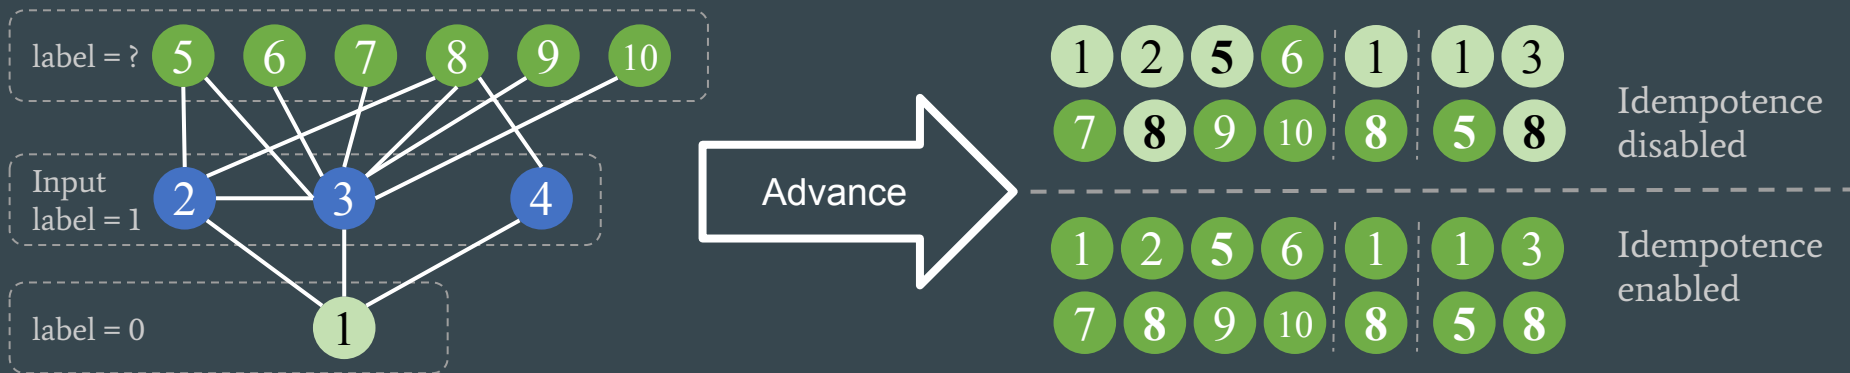 label = ? 5 6 7 8 9 10
Input
label = 1
2 3 4
label = 0 1
Advance
1 2 5 6 1 1 3
7 8 9 10 8 5 8
Idempotence
disabled
1 2 5 6 1 1 3
7 8 9 10 8 5 8
Idempotence
enabled